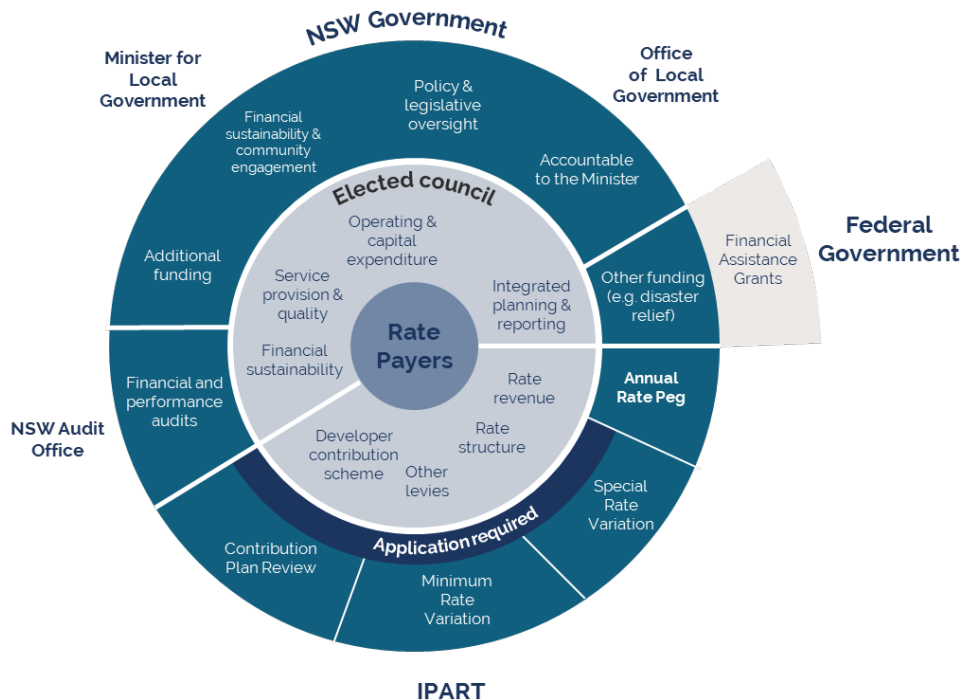 NSW Government
Minister for
Local
Government
Office
of Local
Government
Policy &
legislative
oversight
Financial
sustainability &
community
engagement
Accountable
to the Minister
Elected council
Operating &
capital
expenditure
Federal
Government
Financial
Assistance
Grants
Additional
funding
Service
provision &
quality
Integrated
planning &
reporting
Other funding
(e.g. disaster
relief)
Rate
Payers
Financial
sustainability
Financial and
performance
audits
NSW Audit
Office
Rate
revenue
Annual
Rate Peg
Rate
structure
Developer
contribution
scheme
Other
levies
Special
Rate
Variation
Application required
Contribution
Plan Review
Minimum
Rate
Variation
IPART